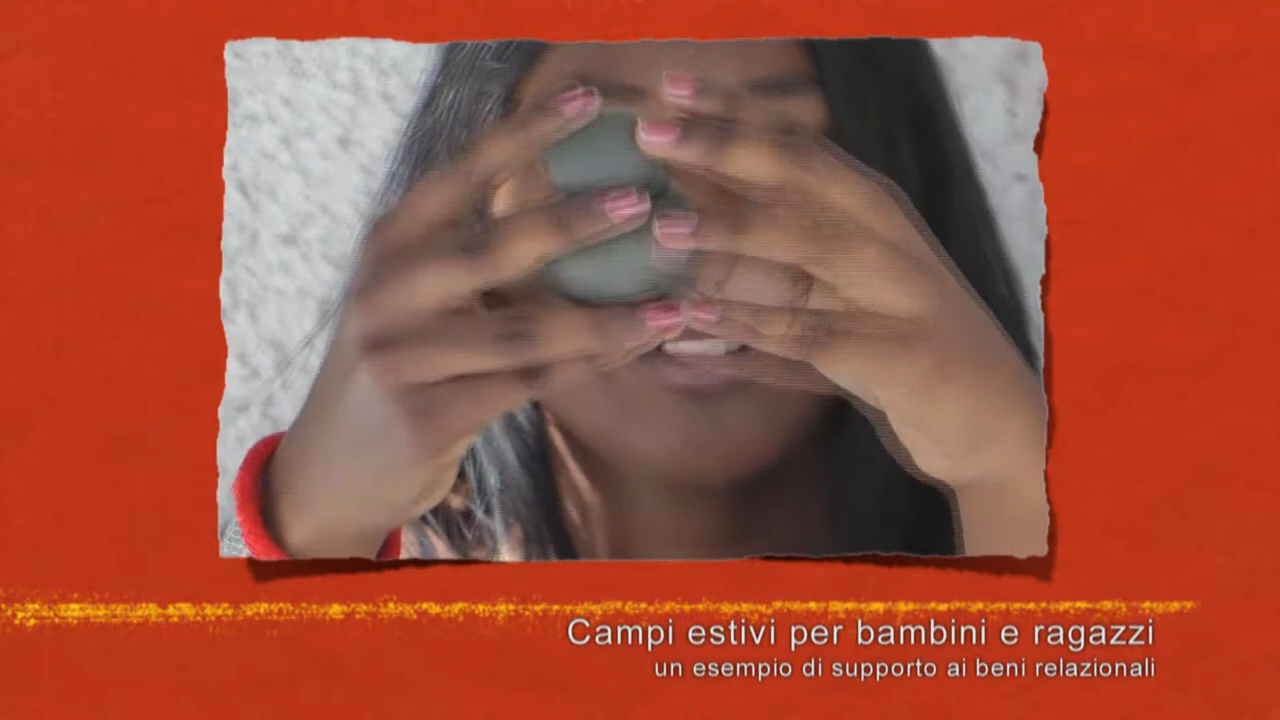 Campi estivi per bambini e ragazzi
un esempio di supporto ai beni relazionali